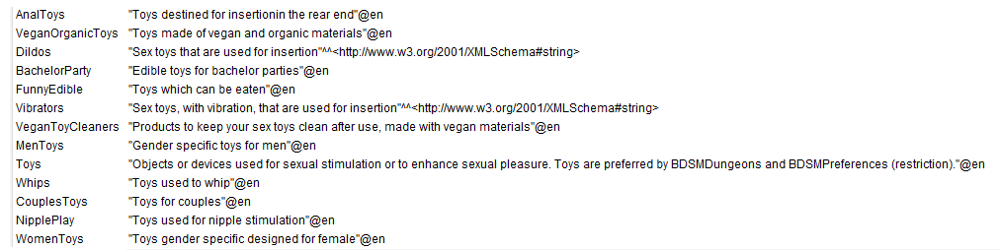 AnalToys "Toys destined for insertionin the rear end"@en
VeganOrganicToys "Toys made of vegan and organic materials"@en
Dildos "Sex toys that are used for insertion"^^<http://www.w3.org/2001/XMLSchema#string>
BachelorParty "Edible toys for bachelor parties"@en
FunnyEdible "Toys which can be eaten"@en
Vibrators "Sex toys, with vibration, that are used for insertion"^^<http://www.w3.org/2001/XMLSchema#string>
VeganToyCleaners "Products to keep your sex toys clean after use, made with vegan materials"@en
MenToys "Gender specific toys for men"@en
Toys "Objects or devices used for sexual stimulation or to enhance sexual pleasure. Toys are preferred by BDSMDungeons and BDSMPreferences (restriction)."@en
Whips "Toys used to whip"@en
CouplesToys "Toys for couples"@en
NipplePlay "Toys used for nipple stimulation"@en
WomenToys "Toys gender specific designed for female"@en